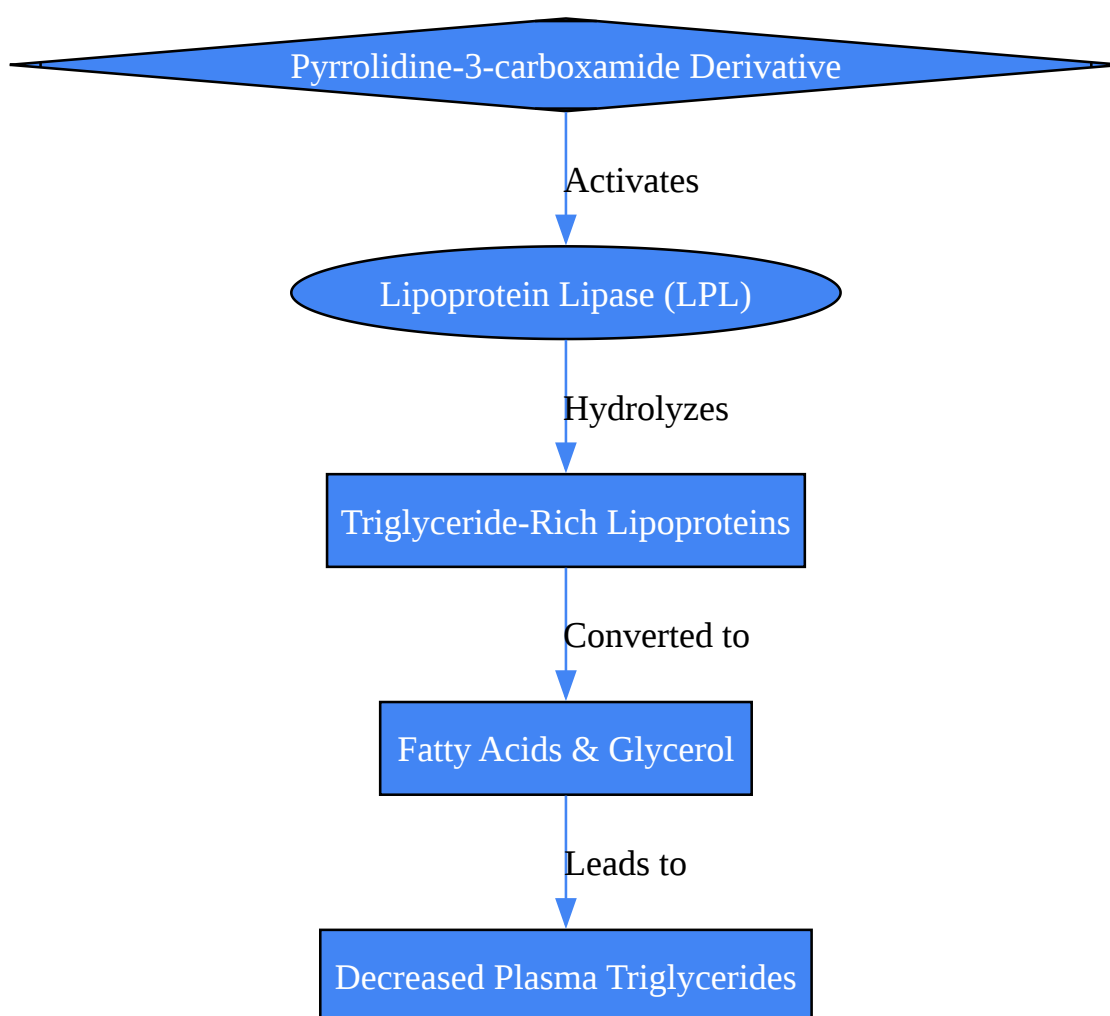 Pyrrolidine-3-carboxamide Derivative
Activates
Lipoprotein Lipase (LPL)
Hydrolyzes
Triglyceride-Rich Lipoproteins
Converted to
Fatty Acids & Glycerol
Leads to
Decreased Plasma Triglycerides